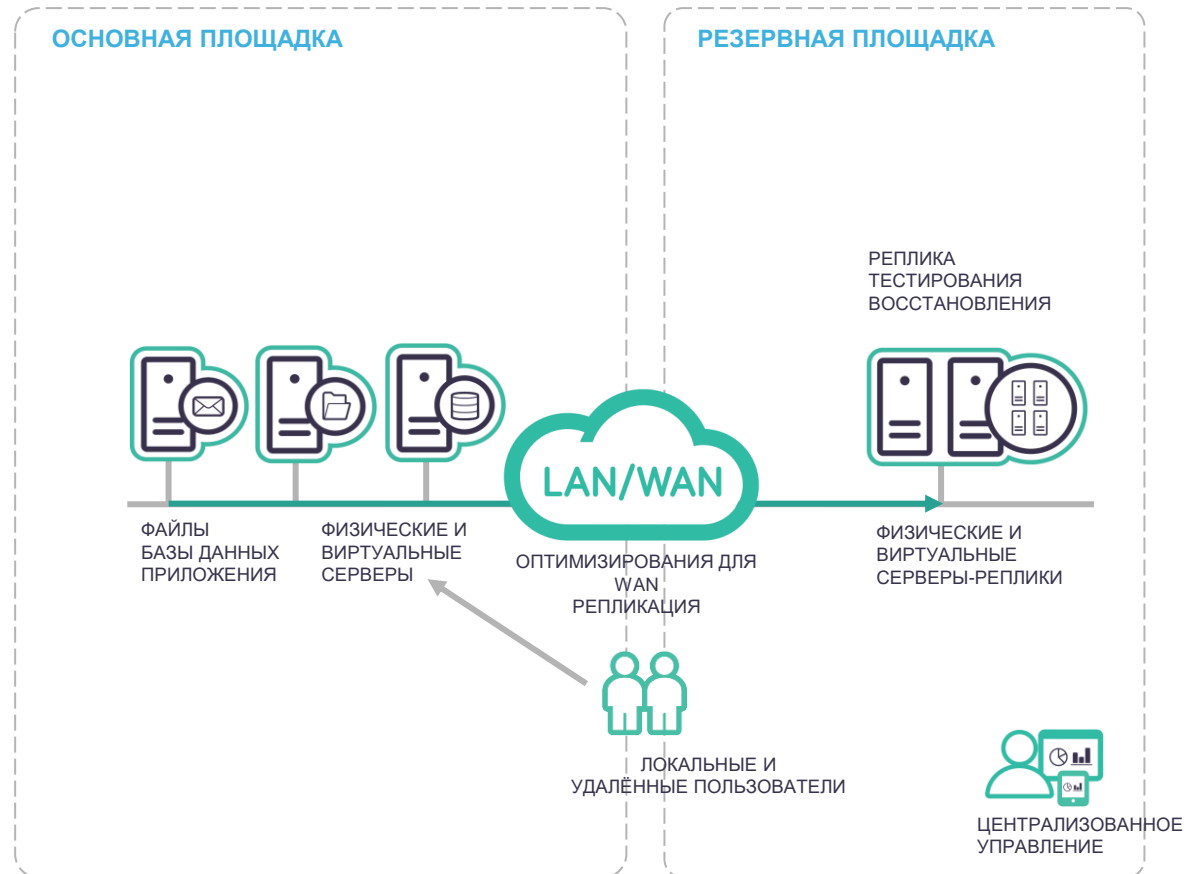 ОСНОВНАЯ ПЛОЩАДКА
РЕЗЕРВНАЯ ПЛОЩАДКА
РЕПЛИКА
ТЕСТИРОВАНИЯ
ВОССТАНОВЛЕНИЯ
LAN/WAN
ФАЙЛЫ
БАЗЫ ДАННЫХ
ПРИЛОЖЕНИЯ
ФИЗИЧЕСКИЕ И
ВИРТУАЛЬНЫЕ
СЕРВЕРЫ
ОПТИМИЗИРОВАНИЯ ДЛЯ
WAN
РЕПЛИКАЦИЯ
ФИЗИЧЕСКИЕ И
ВИРТУАЛЬНЫЕ
СЕРВЕРЫ-РЕПЛИКИ
ЛОКАЛЬНЫЕ И
УДАЛЁННЫЕ ПОЛЬЗОВАТЕЛИ
ЦЕНТРАЛИЗОВАННОЕ
УПРАВЛЕНИЕ